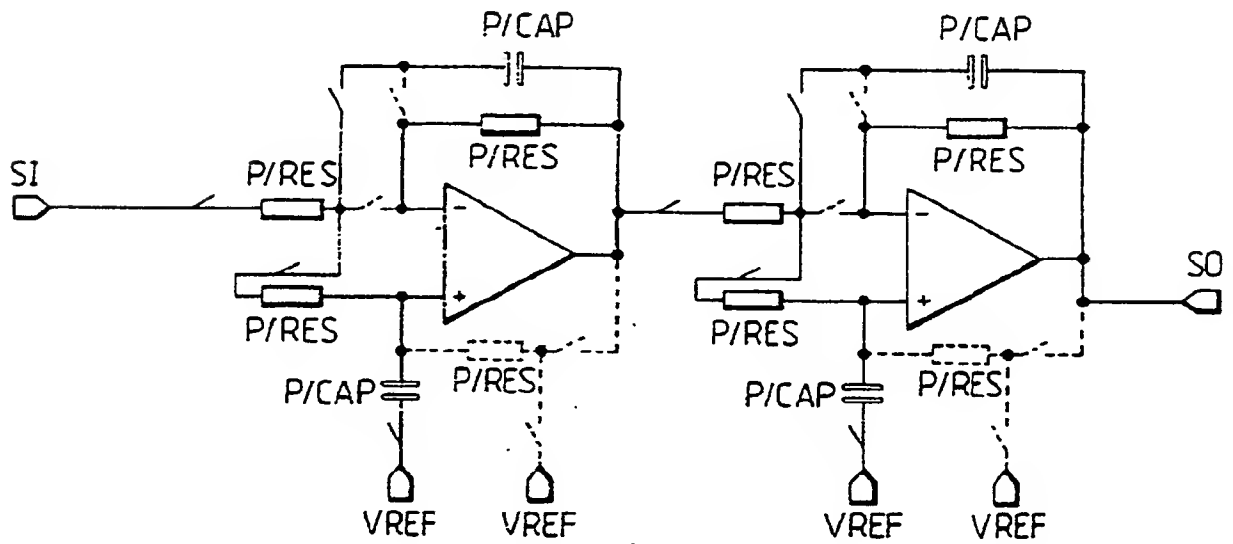 P/CAP
P/CAP
P/RES
P/RES
SI
P/RES
P/RES
-
-
SO
+
+
P/RES
P/RES
P/RES
P/RES
P/CAP
P/CAP
VREF
VREF
VREF
VREF